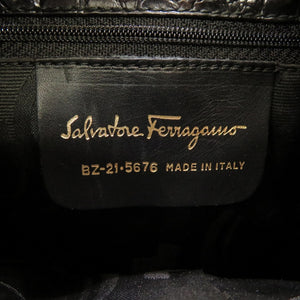 Salvatore Ferragamo
BZ-21·5676 MADE IN ITALY